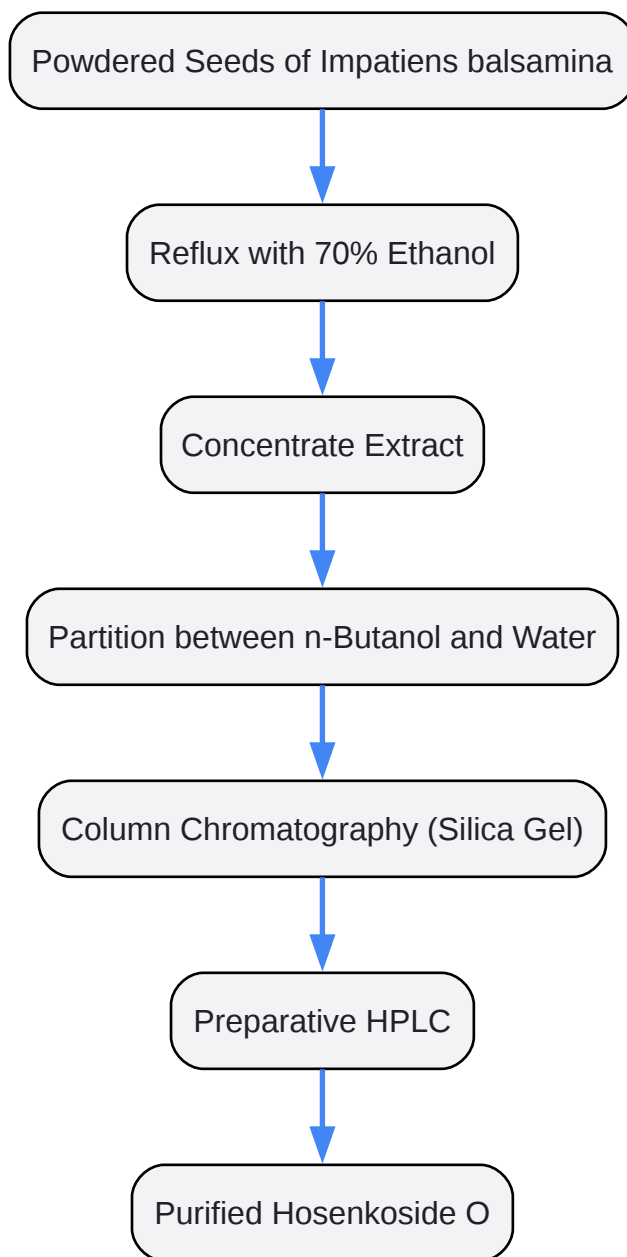 Powdered Seeds of Impatiens balsamina
Reflux with 70% Ethanol
Concentrate Extract
Partition between n-Butanol and Water
Column Chromatography (Silica Gel)
Preparative HPLC
Purified Hosenkoside O